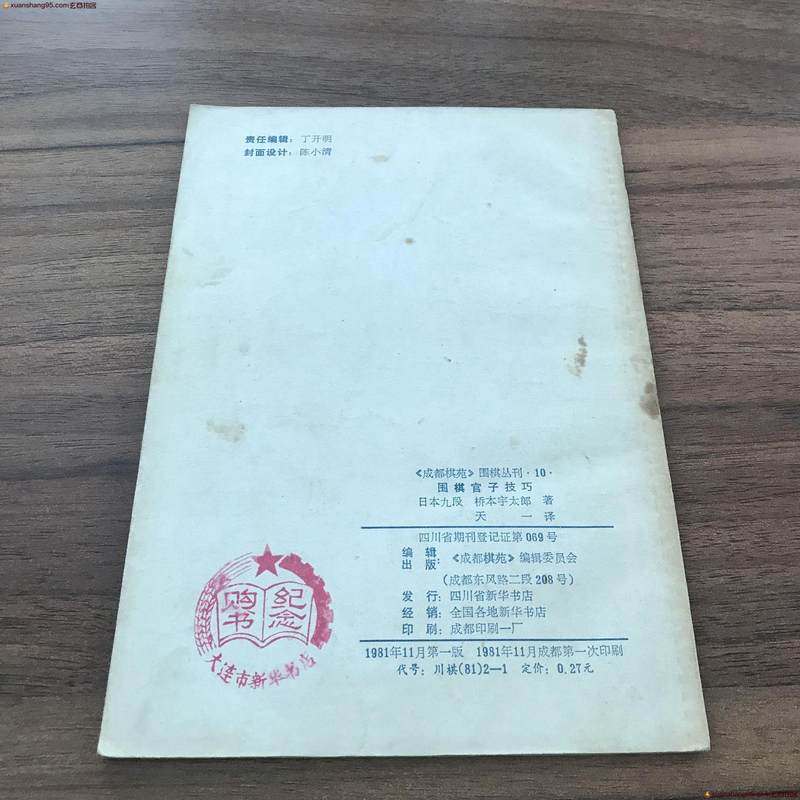 xuanshang95.com玄商书店
责任编辑：丁开明
封面设计：陈小清
《成都棋苑》围棋丛刊·10·
围棋官子技巧
日本九段 桥本宇太郎 著
天一 译
四川省期刊登记证第069号
编辑
出版：《成都棋苑》编辑委员会
（成都东风路二段208号）
发行：四川省新华书店
经销：全国各地新华书店
印刷：成都印刷一厂
1981年11月第一版 1981年11月成都第一次印刷
代号：川棋(81)2—1 定价：0.27元
购书
纪念
大连市新华书店
xuanshang95.com